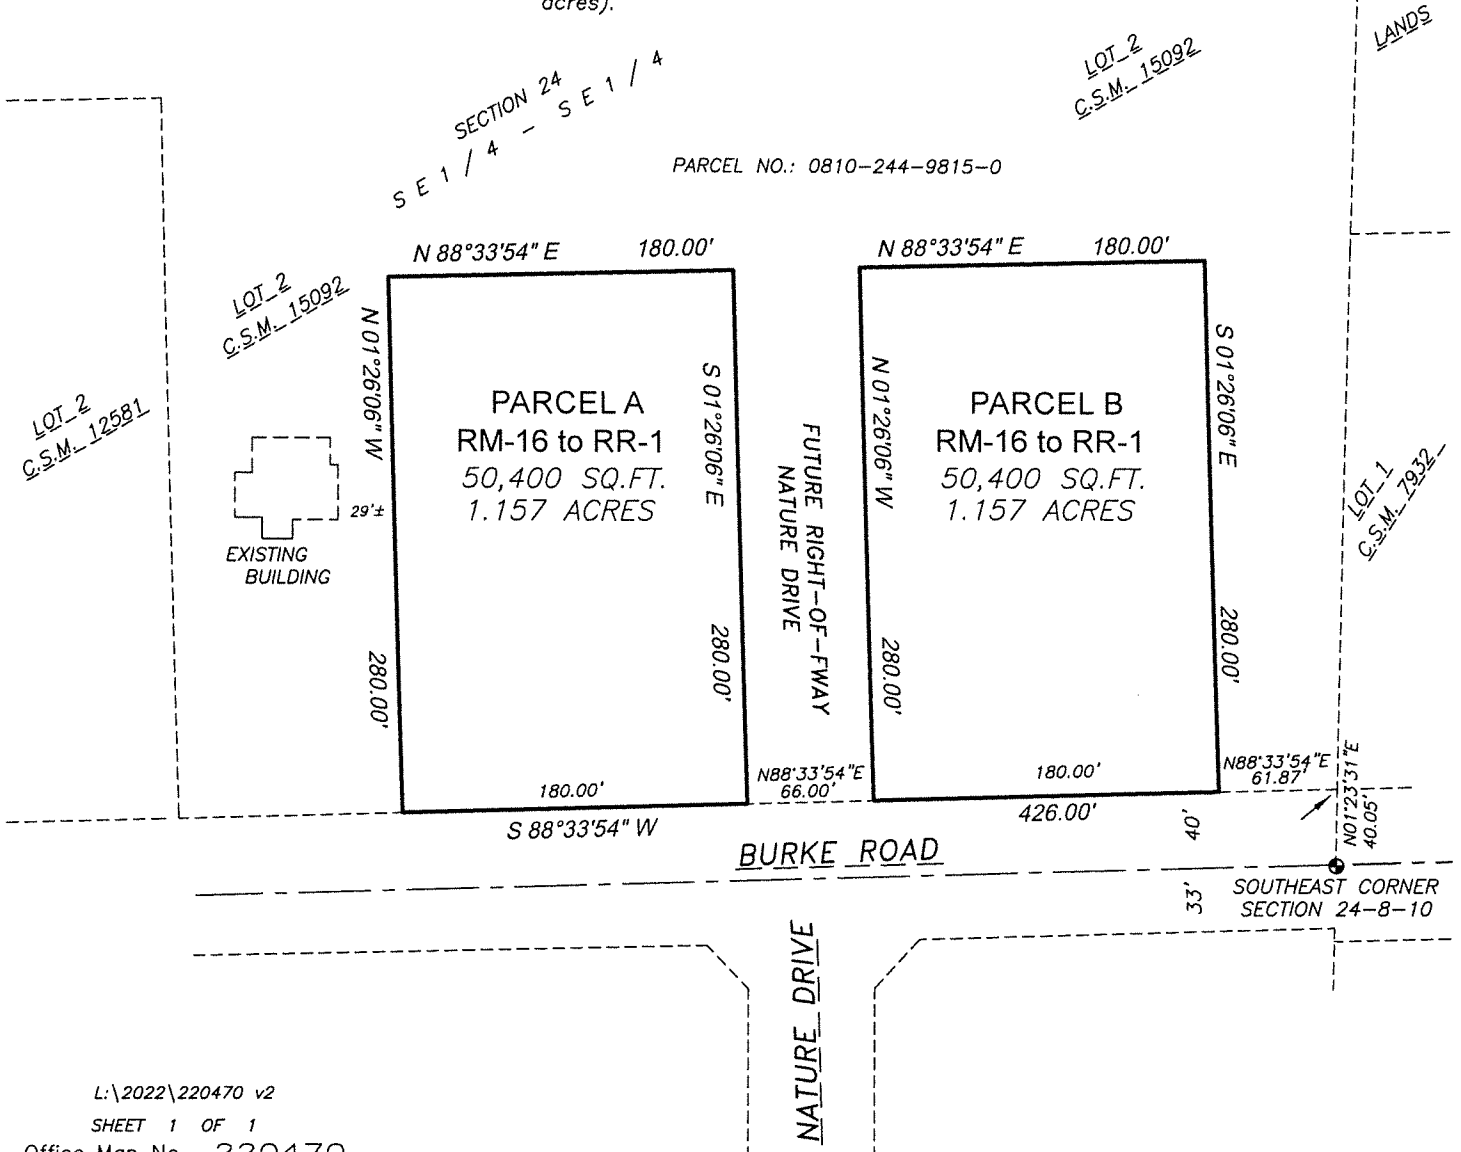 acres).
LANDS
LOT 2
C.S.M. 15092
SECTION 24
SE1/4 - SE1/4
PARCEL NO.: 0810-244-9815-0
N 88°33'54" E 180.00'
N 88°33'54" E 180.00'
LOT 2
C.S.M. 15092
N 01°26'06" W
280.00'
S 01°26'06" E
280.00'
N 01°26'06" W
280.00'
S 01°26'06" E
280.00'
PARCEL A
RM-16 to RR-1
50,400 SQ.FT.
1.157 ACRES
PARCEL B
RM-16 to RR-1
50,400 SQ.FT.
1.157 ACRES
FUTURE RIGHT-OF-FWAY
NATURE DRIVE
LOT 2
C.S.M. 12581
LOT 1
C.S.M. 7932
29'±
EXISTING
BUILDING
180.00'
S 88°33'54" W
N88°33'54"E
66.00'
180.00'
426.00'
N88°33'54"E
61.87'
N01°23'31"E
40.05'
40'
33'
BURKE ROAD
SOUTHEAST CORNER
SECTION 24-8-10
NATURE DRIVE
L:\2022\220470 v2
SHEET 1 OF 1
Office Map No. 220470